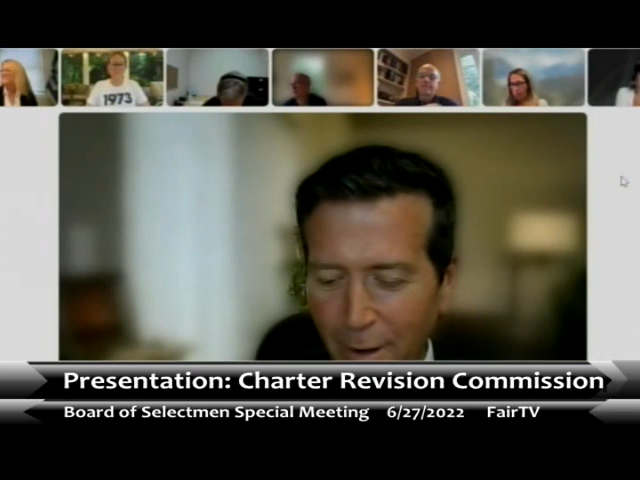 1973
Presentation: Charter Revision Commission
Board of Selectmen Special Meeting 6/27/2022 FairTV